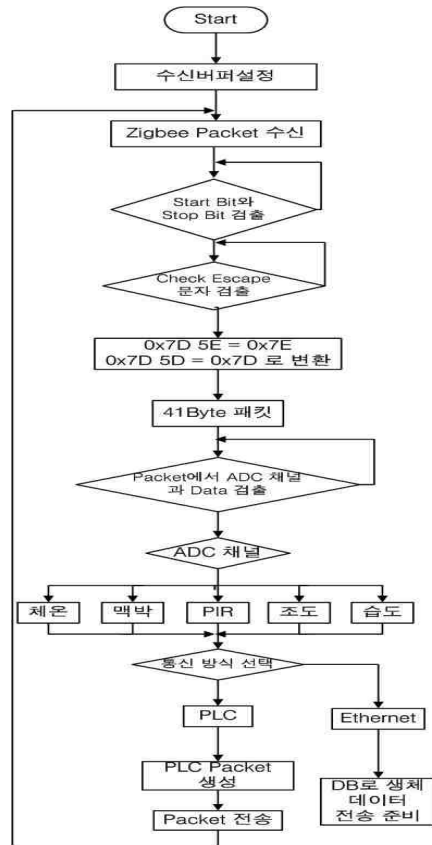 Start
수신버퍼설정
Zigbee Packet 수신
Start Bit와
Stop Bit 검출
Check Escape
문자 검출
0x7D 5E = 0x7E
0x7D 5D = 0x7D 로 변환
41Byte 패킷
Packet에서 ADC 채널
과 Data 검출
ADC 채널
체온
맥박
PIR
조도
습도
통신 방식 선택
PLC
Ethernet
PLC Packet
생성
DB로 생체
데이터
전송 준비
Packet 전송